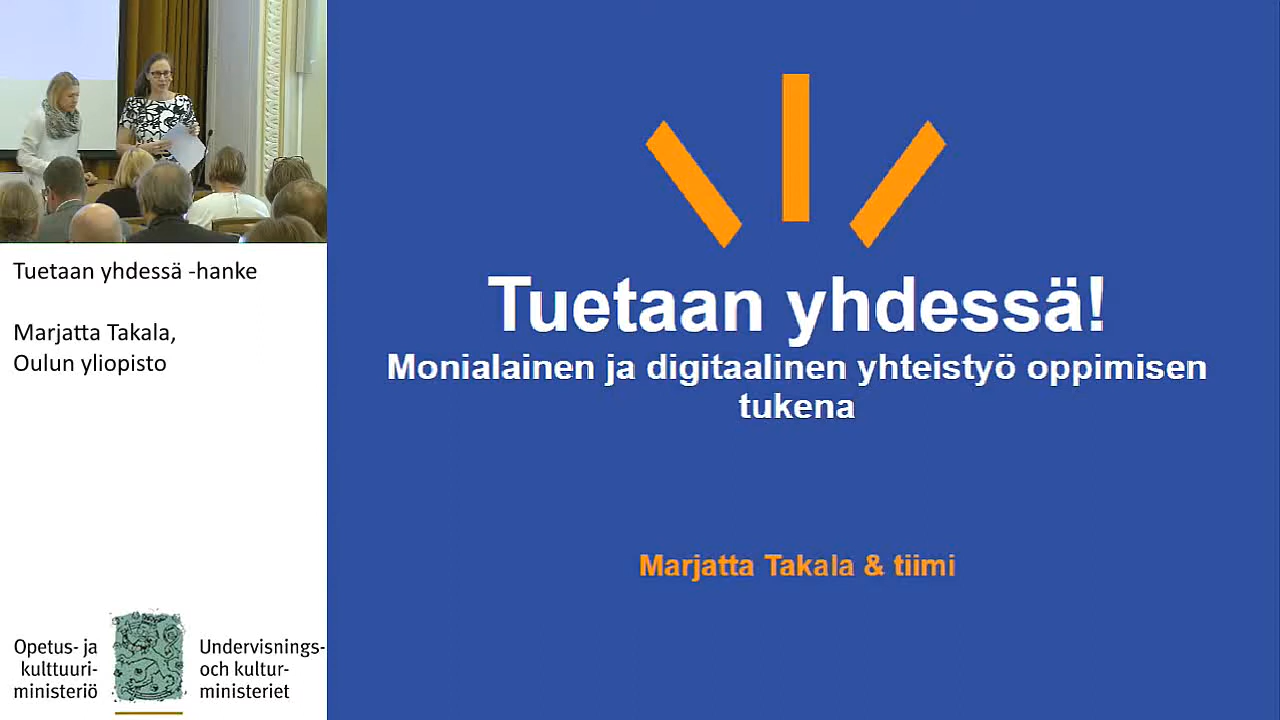 Tuetaan yhdessä -hanke
Marjatta Takala,
Oulun yliopisto
Opetus- ja
kulttuuri-
ministeriö
Undervisnings-
och kultur-
ministeriet
Tuetaan yhdessä!
Monialainen ja digitaalinen yhteistyö oppimisen
tukena
Marjatta Takala & tiimi